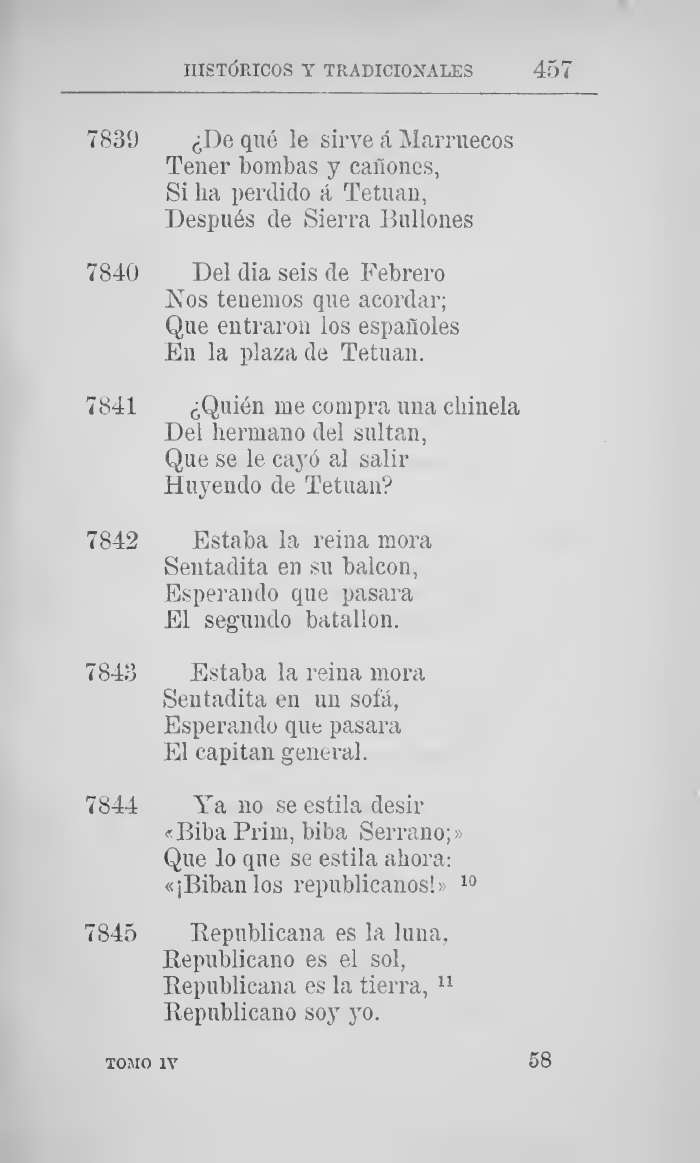 HISTÓRICOS Y TRADICIONALES 457
7839 ¿De qué le sirve á Marruecos
Tener bombas y cañones,
Si ha perdido á Tetuan,
Después de Sierra Bullones
7840 Del dia seis de Febrero
Nos tenemos que acordar;
Que entraron los españoles
En la plaza de Tetuan.
7841 ¿Quién me compra una chinela
Del hermano del sultan,
Que se le cayó al salir
Huyendo de Tetuan?
7842 Estaba la reina mora
Sentadita en su balcon,
Esperando que pasara
El segundo batallon.
7843 Estaba la reina mora
Sentadita en un sofá,
Esperando que pasara
El capitan general.
7844 Ya no se estila desir
«Biba Prim, biba Serrano;»
Que lo que se estila ahora:
«¡Biban los republicanos!» 10
7845 Republicana es la luna,
Republicano es el sol,
Republicana es la tierra, 11
Republicano soy yo.
TOMO IV 58